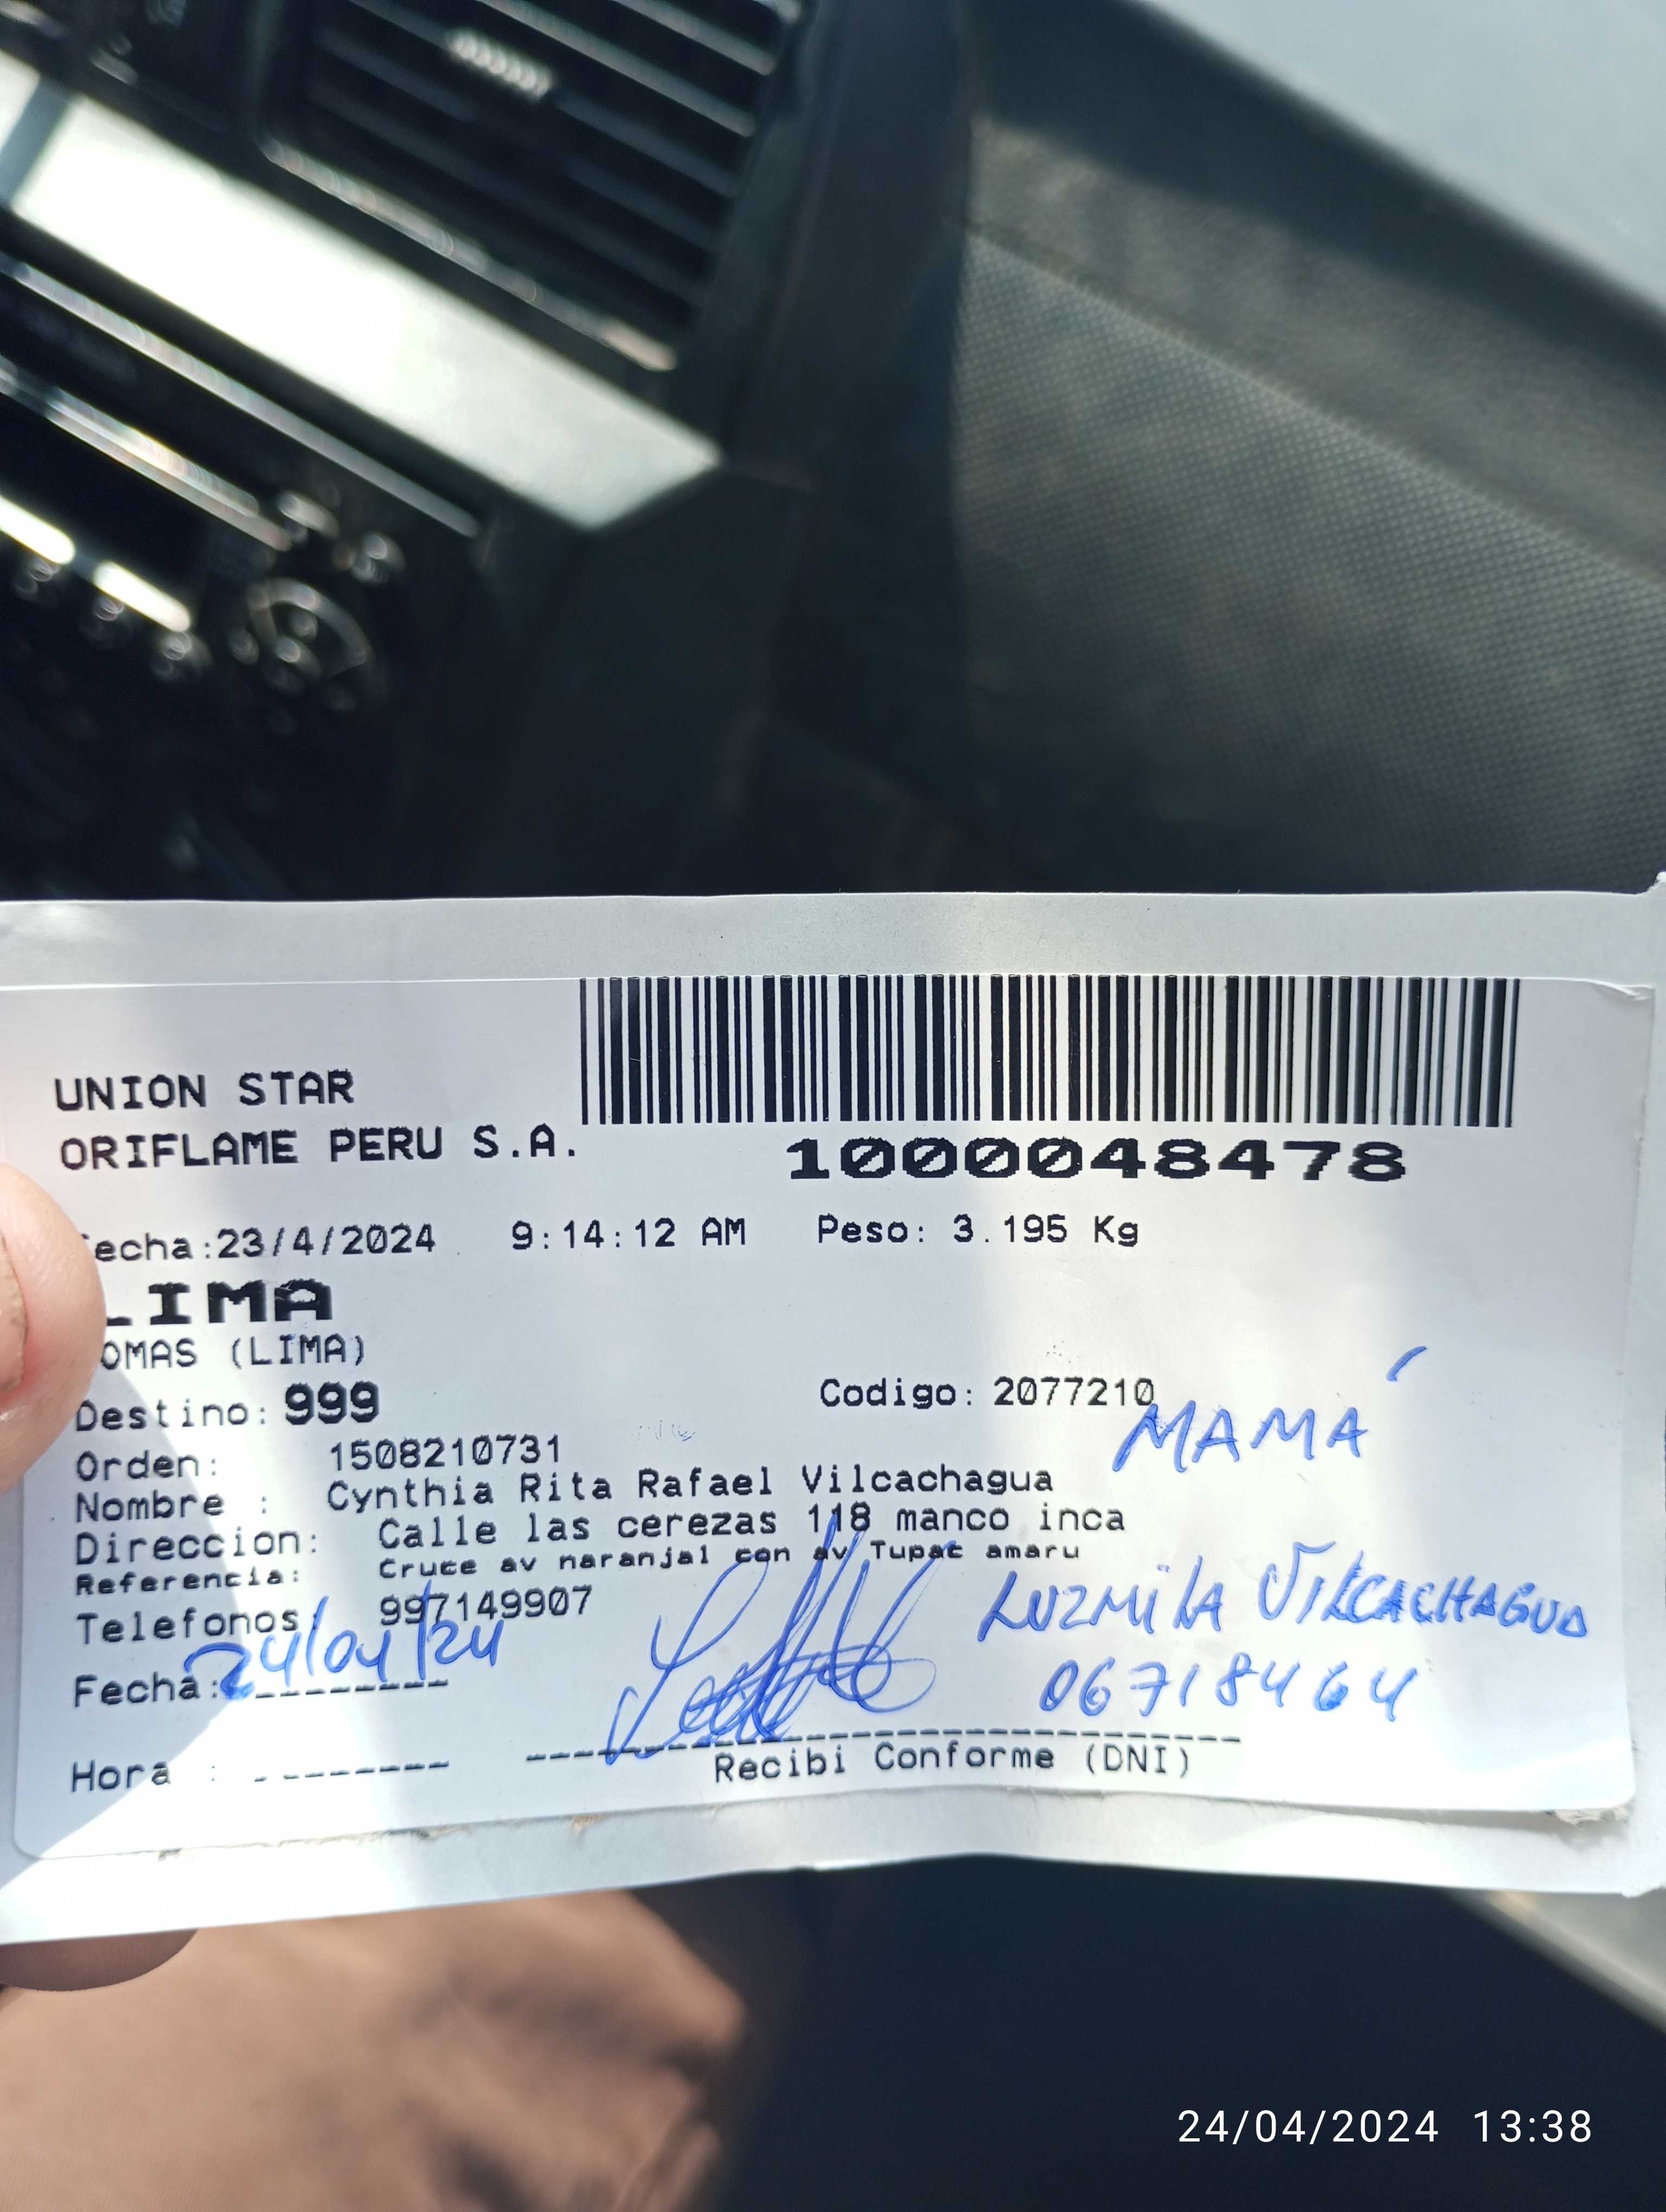 UNION STAR
ORIFLAME PERU S.A.
1000048478
echa:23/4/2024 9:14:12 AM Peso: 3.195 Kg
LIMA
OMAS (LIMA)
Destino: 999 Codigo: 2077210
MAMÁ
Orden: 1508210731
Nombre : Cynthia Rita Rafael Vilcachagua
Direccion: Calle las cerezas 118 manco inca
Referencia: Cruce av naranjal con av Tupac amaru
Telefonos: 997149907
LUZMILA VILCACHAGUA
Fecha: 24/04/24
06718464
Hora :
Recibi Conforme (DNI)
24/04/2024 13:38